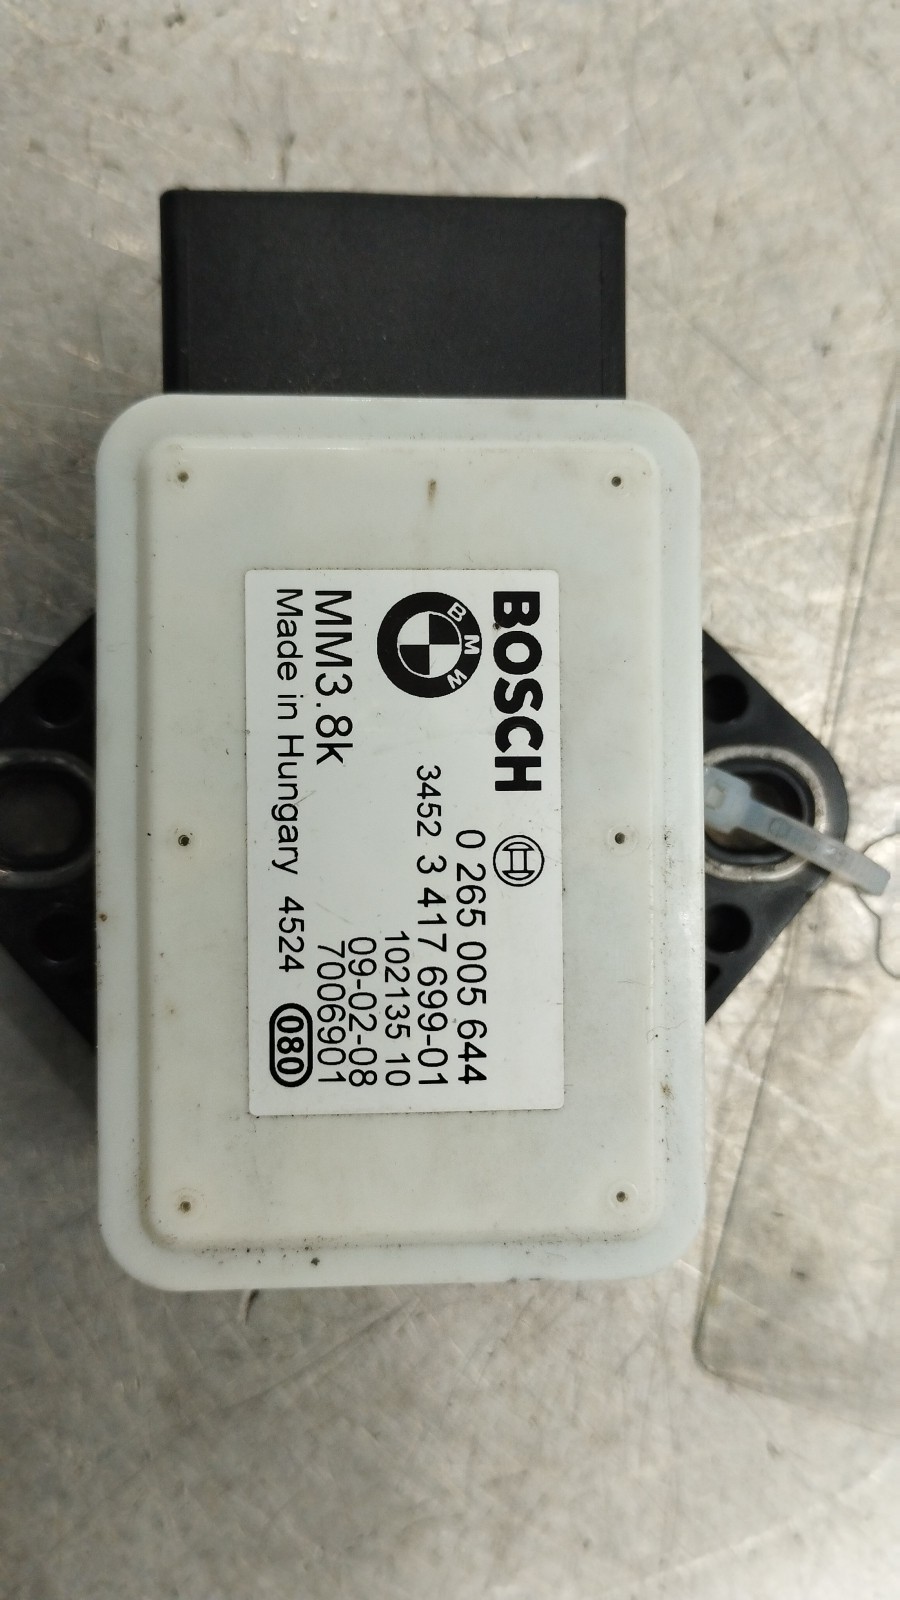 BOSCH
BMW
0 265 005 644
3452 3 417 699-01
102135 10
09-02-08
MM3.8k 7006901
Made in Hungary 4524 080